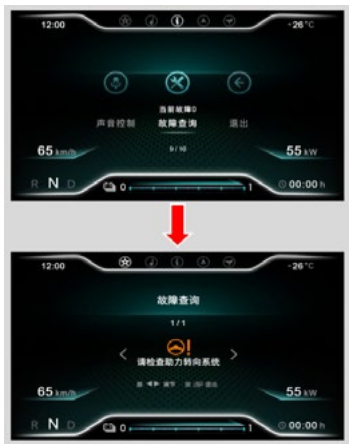 12:00
-26°C
当前故障0
声音控制 故障查询 退出
9/10
65 km/h
55 kW
R N D
0
1
00:00 h
12:00
-26°C
故障查询
1/1
请检查助力转向系统
65 km/h
55 kW
R N D
0
1
00:00 h